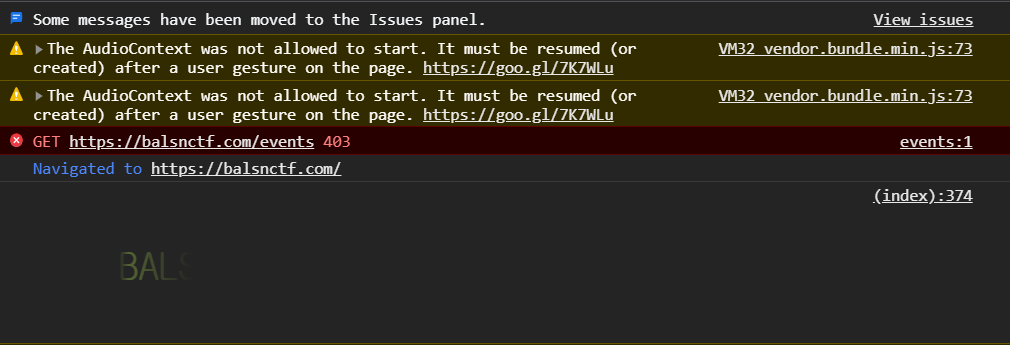 Some messages have been moved to the Issues panel. View issues
The AudioContext was not allowed to start. It must be resumed (or VM32 vendor.bundle.min.js:73
created) after a user gesture on the page. https://goo.gl/7K7WLu
The AudioContext was not allowed to start. It must be resumed (or VM32 vendor.bundle.min.js:73
created) after a user gesture on the page. https://goo.gl/7K7WLu
GET https://balsnctf.com/events 403 events:1
Navigated to https://balsnctf.com/
(index):374
BALS